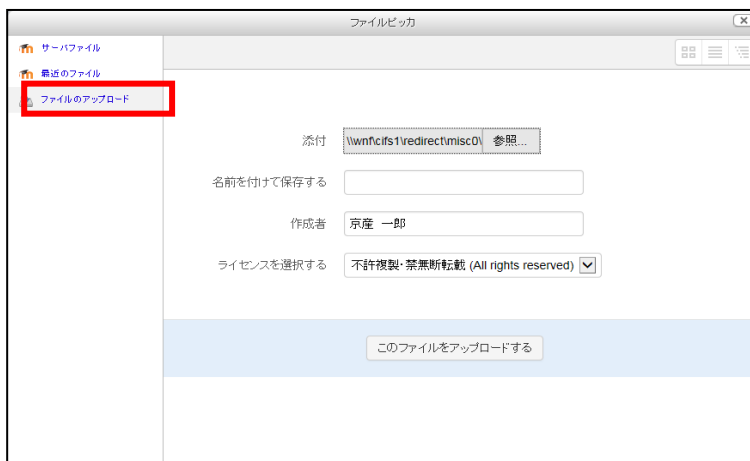 ファイルピッカ
サーバファイル
最近のファイル
ファイルのアップロード
添付 \\wnf\cifs1\redirect\misc0\ 参照...
名前を付けて保存する
作成者 京産 一郎
ライセンスを選択する 不許複製・禁無断転載 (All rights reserved)
このファイルをアップロードする